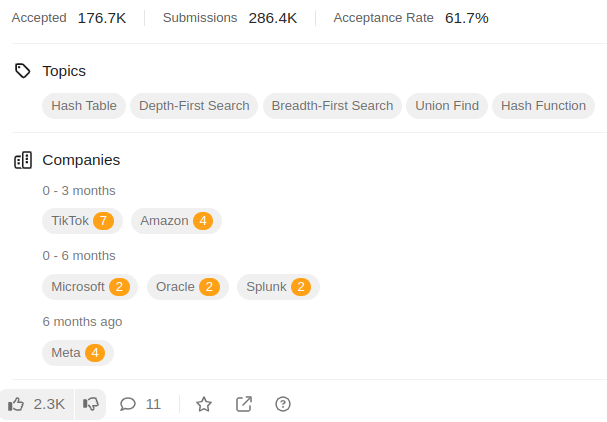 Accepted 176.7K Submissions 286.4K Acceptance Rate 61.7%
Topics
Hash Table Depth-First Search Breadth-First Search Union Find Hash Function
Companies
0 - 3 months
TikTok 7 Amazon 4
0 - 6 months
Microsoft 2 Oracle 2 Splunk 2
6 months ago
Meta 4
2.3K 11